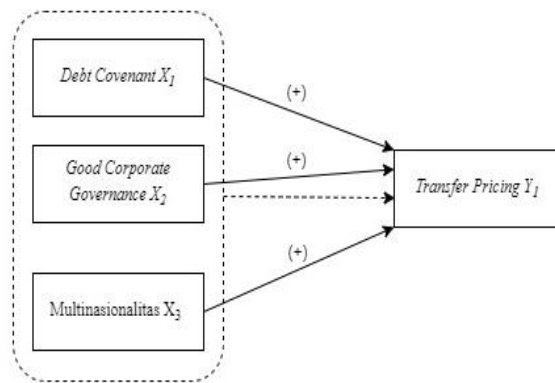 Debt Covenant X₁
(+)
Good Corporate
Governance X₂
(+)
Transfer Pricing Y₁
(+)
Multinasionalitas X₃